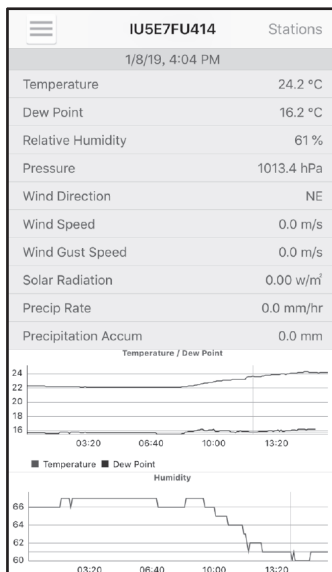 IU5E7FU414 Stations
1/8/19, 4:04 PM
Temperature 24.2 °C
Dew Point 16.2 °C
Relative Humidity 61 %
Pressure 1013.4 hPa
Wind Direction NE
Wind Speed 0.0 m/s
Wind Gust Speed 0.0 m/s
Solar Radiation 0.00 w/㎡
Precip Rate 0.0 mm/hr
Precipitation Accum 0.0 mm
Temperature / Dew Point
24
22
20
18
16
03:20 06:40 10:00 13:20
Temperature Dew Point
Humidity
66
64
62
60
03:20 06:40 10:00 13:20